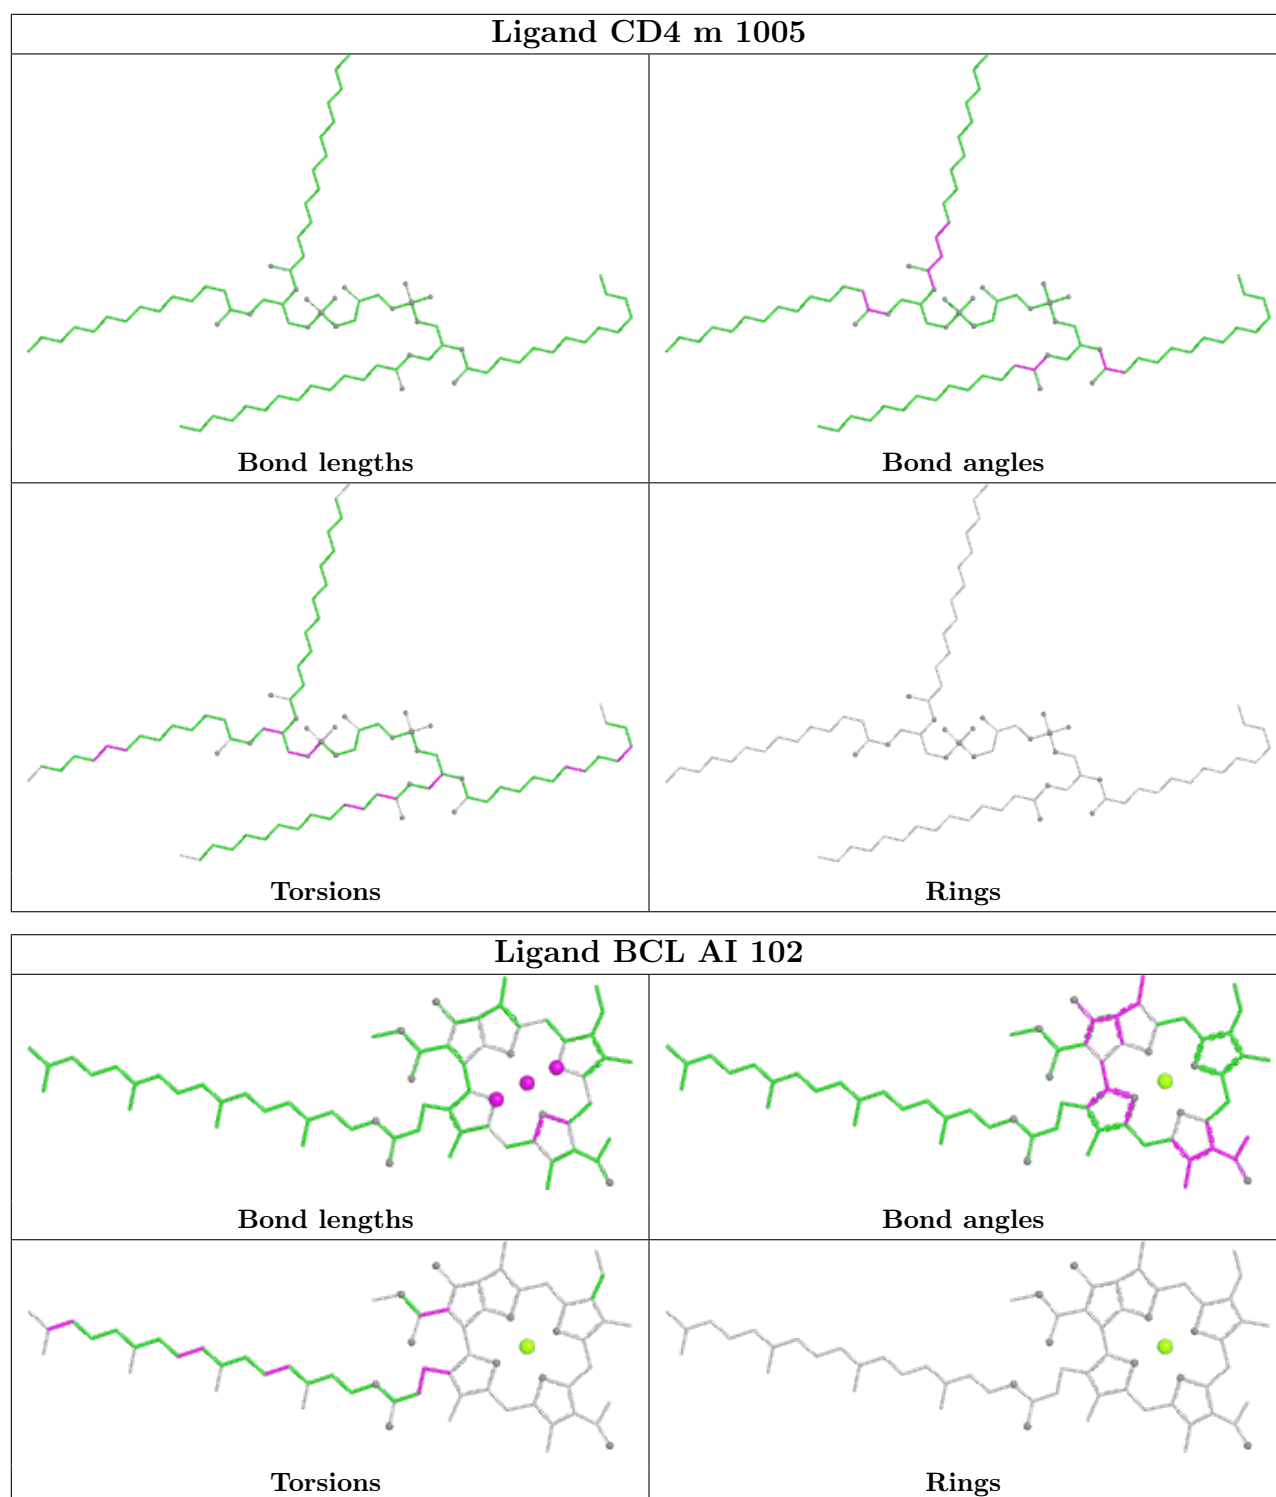 Ligand CD4 m 1005
Bond lengths
Bond angles
Torsions
Rings
Ligand BCL AI 102
Bond lengths
Bond angles
Torsions
Rings